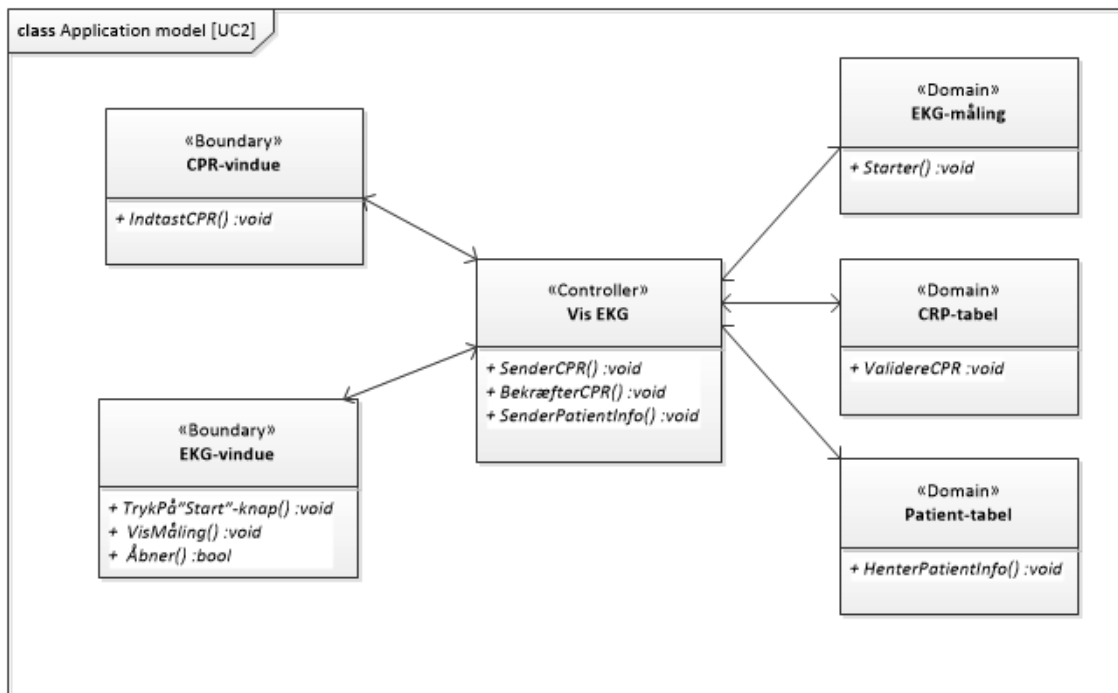 class Application model [UC2]
«Boundary»
CPR-vindue
+ IndtastCPR() :void
«Boundary»
EKG-vindue
+ TrykPå"Start"-knap() :void
+ VisMåling() :void
+ Åbner() :bool
«Controller»
Vis EKG
+ SenderCPR() :void
+ BekræfterCPR() :void
+ SenderPatientInfo() :void
«Domain»
EKG-måling
+ Starter() :void
«Domain»
CRP-tabel
+ ValidereCPR :void
«Domain»
Patient-tabel
+ HenterPatientInfo() :void